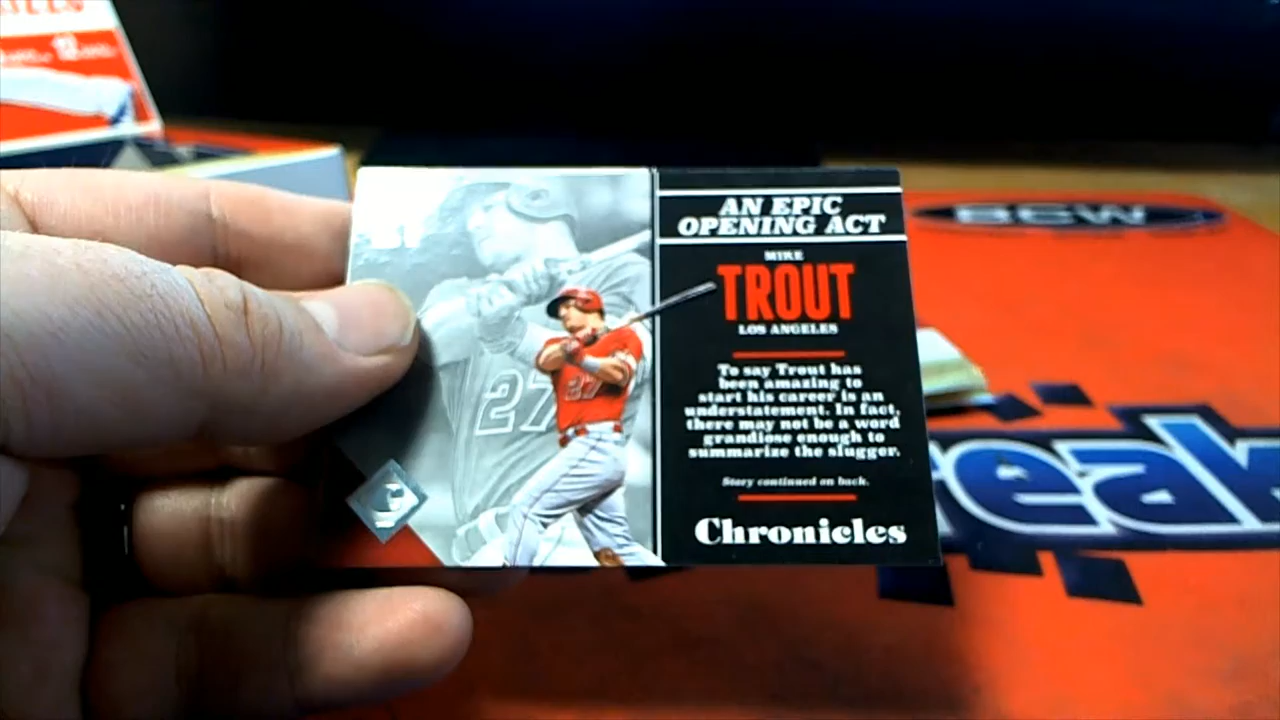 BCW
AN EPIC
OPENING ACT
MIKE
TROUT
LOS ANGELES
To say Trout has
been amazing to
start his career is an
understatement. In fact,
there may not be a word
grandiose enough to
summarize the slugger.
Story continued on back.
Chronicles
27
27